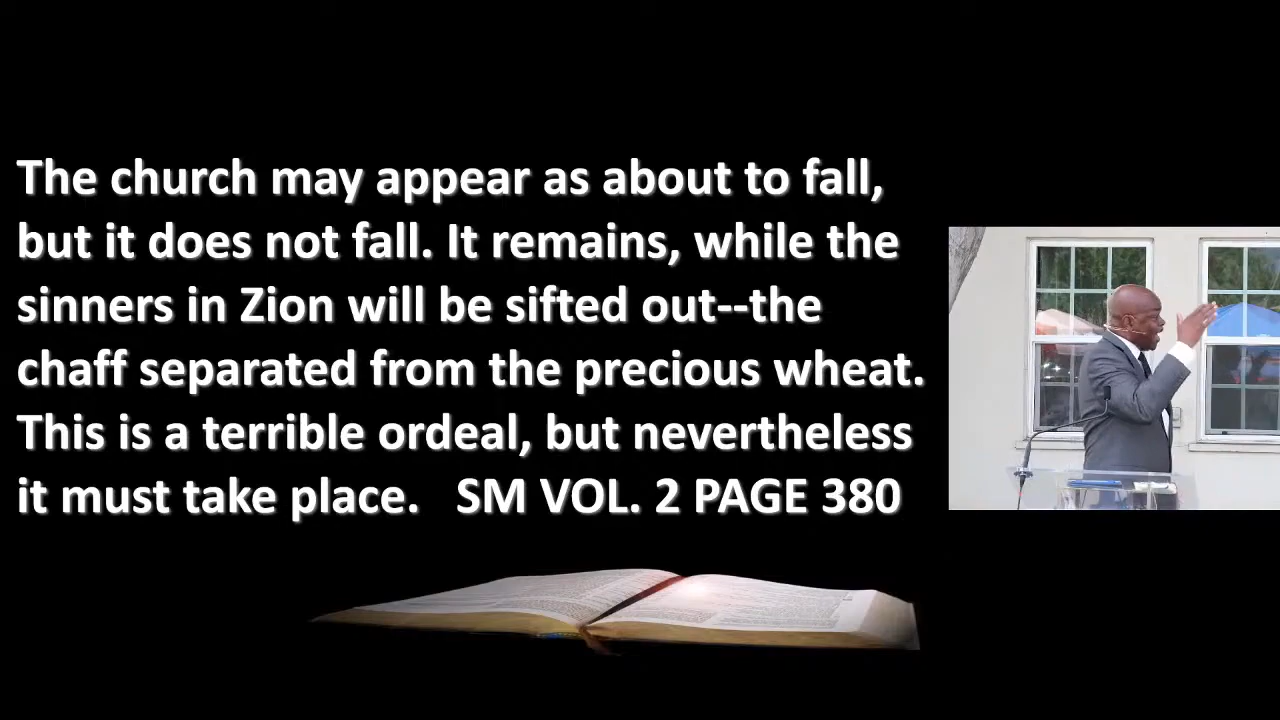 The church may appear as about to fall,
but it does not fall. It remains, while the
sinners in Zion will be sifted out--the
chaff separated from the precious wheat.
This is a terrible ordeal, but nevertheless
it must take place. SM VOL. 2 PAGE 380